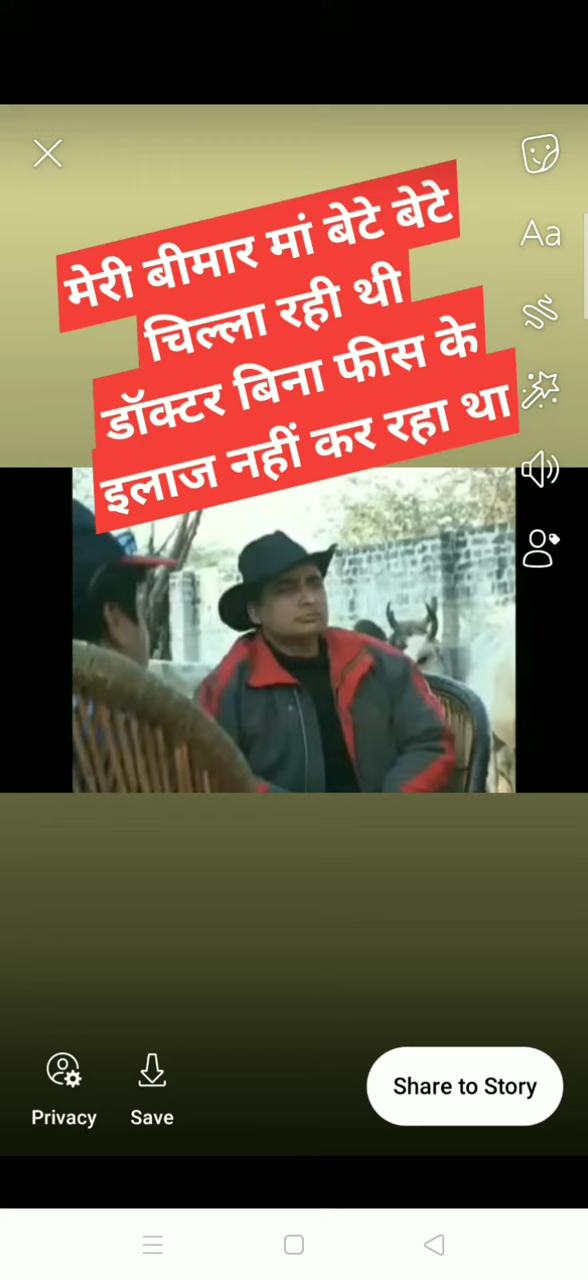 मेरी बीमार मां बेटे बेटे
चिल्ला रही थी
डॉक्टर बिना फीस के
इलाज नहीं कर रहा था
Aa
Privacy
Save
Share to Story